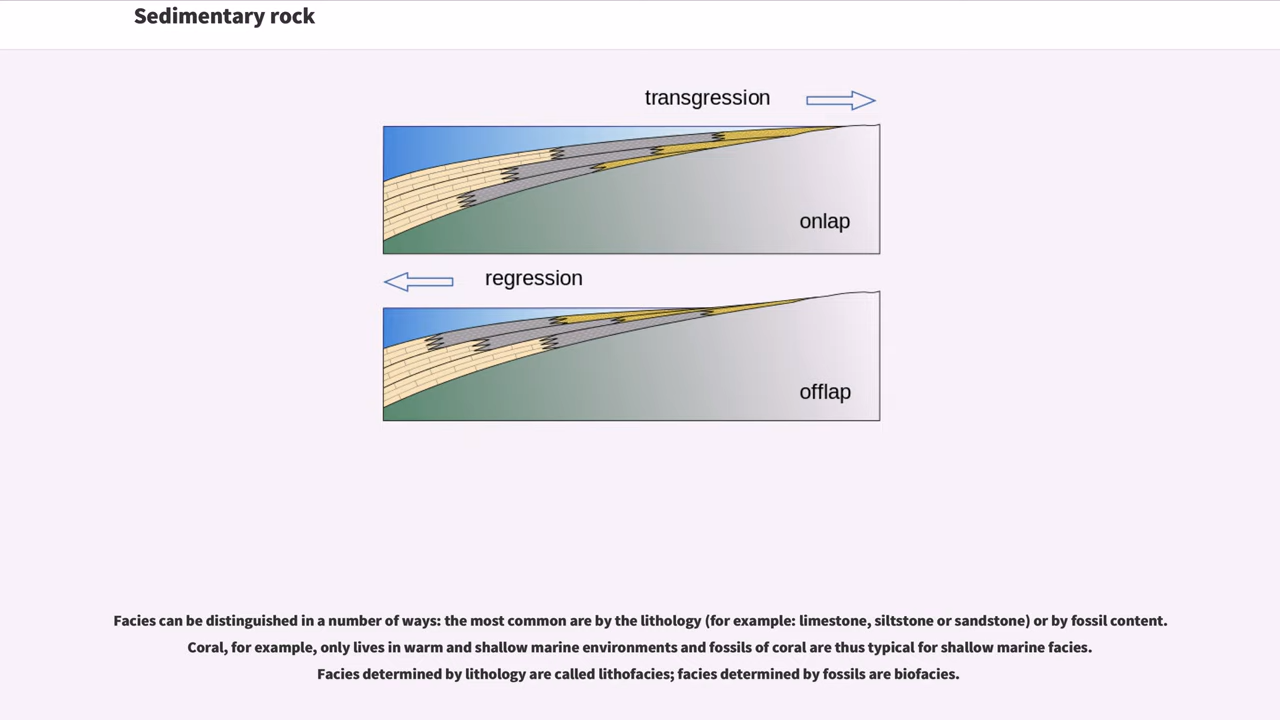 Sedimentary rock
transgression
onlap
regression
offlap
Facies can be distinguished in a number of ways: the most common are by the lithology (for example: limestone, siltstone or sandstone) or by fossil content.
Coral, for example, only lives in warm and shallow marine environments and fossils of coral are thus typical for shallow marine facies.
Facies determined by lithology are called lithofacies; facies determined by fossils are biofacies.